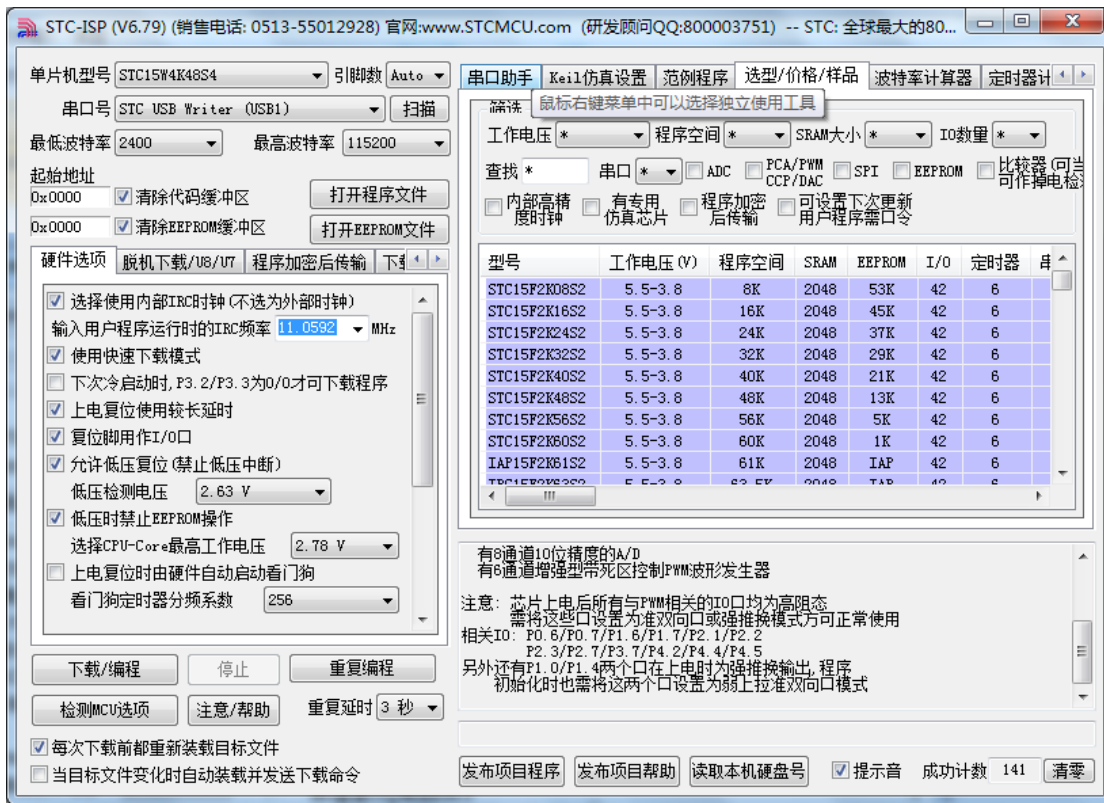 STC-ISP (V6.79) (销售电话: 0513-55012928) 官网:www.STCMCU.com (研发顾问QQ:800003751) -- STC: 全球最大的80...
单片机型号 STC15W4K48S4 引脚数 Auto
串口号 STC USB Writer (USB1) 扫描
最低波特率 2400 最高波特率 115200
起始地址
0x0000 清除代码缓冲区 打开程序文件
0x0000 清除EEPROM缓冲区 打开EEPROM文件
硬件选项 脱机下载/U8/U7 程序加密后传输
选择使用内部IRC时钟(不选为外部时钟)
输入用户程序运行时的IRC频率 11.0592 MHz
使用快速下载模式
下次冷启动时,P3.2/P3.3为0/0才可下载程序
上电复位使用较长延时
复位脚用作I/O口
允许低压复位(禁止低压中断)
低压检测电压 2.63 V
低压时禁止EEPROM操作
选择CPU-Core最高工作电压 2.78 V
上电复位时由硬件自动启动看门狗
看门狗定时器分频系数 256
下载/编程 停止 重复编程
检测MCU选项 注意/帮助 重复延时 3 秒
每次下载前都重新装载目标文件
当目标文件变化时自动装载并发送下载命令
串口助手 Keil仿真设置 范例程序 选型/价格/样品 波特率计算器 定时器计
筛选 鼠标右键菜单中可以选择独立使用工具
工作电压 * 程序空间 * SRAM大小 * IO数量 *
查找 * 串口 * ADC PCA/PWM CCP/DAC SPI EEPROM 比较器(可当可作掉电检
内部高精度时钟 有专用仿真芯片 程序加密后传输 可设置下次更新用户程序需口令
型号 工作电压(V) 程序空间 SRAM EEPROM I/O 定时器
STC15F2K08S2 5.5-3.8 8K 2048 53K 42 6
STC15F2K16S2 5.5-3.8 16K 2048 45K 42 6
STC15F2K24S2 5.5-3.8 24K 2048 37K 42 6
STC15F2K32S2 5.5-3.8 32K 2048 29K 42 6
STC15F2K40S2 5.5-3.8 40K 2048 21K 42 6
STC15F2K48S2 5.5-3.8 48K 2048 13K 42 6
STC15F2K56S2 5.5-3.8 56K 2048 5K 42 6
STC15F2K60S2 5.5-3.8 60K 2048 1K 42 6
IAP15F2K61S2 5.5-3.8 61K 2048 IAP 42 6
有8通道10位精度的A/D
有6通道增强型带死区控制PWM波形发生器
注意: 芯片上电后所有与PWM相关的IO口均为高阻态
需将这些口设置为准双向口或强推换模式方可正常使用
相关IO: P0.6/P0.7/P1.6/P1.7/P2.1/P2.2
P2.3/P2.7/P3.7/P4.2/P4.4/P4.5
另外还有P1.0/P1.4两个口在上电时为强推换输出,程序
初始化时也需将这两个口设置为弱上拉准双向口模式
发布项目程序 发布项目帮助 读取本机硬盘号 提示音 成功计数 141 清零